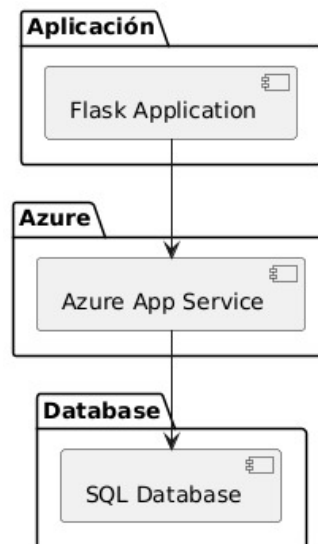 Aplicación
Flask Application
Azure
Azure App Service
Database
SQL Database